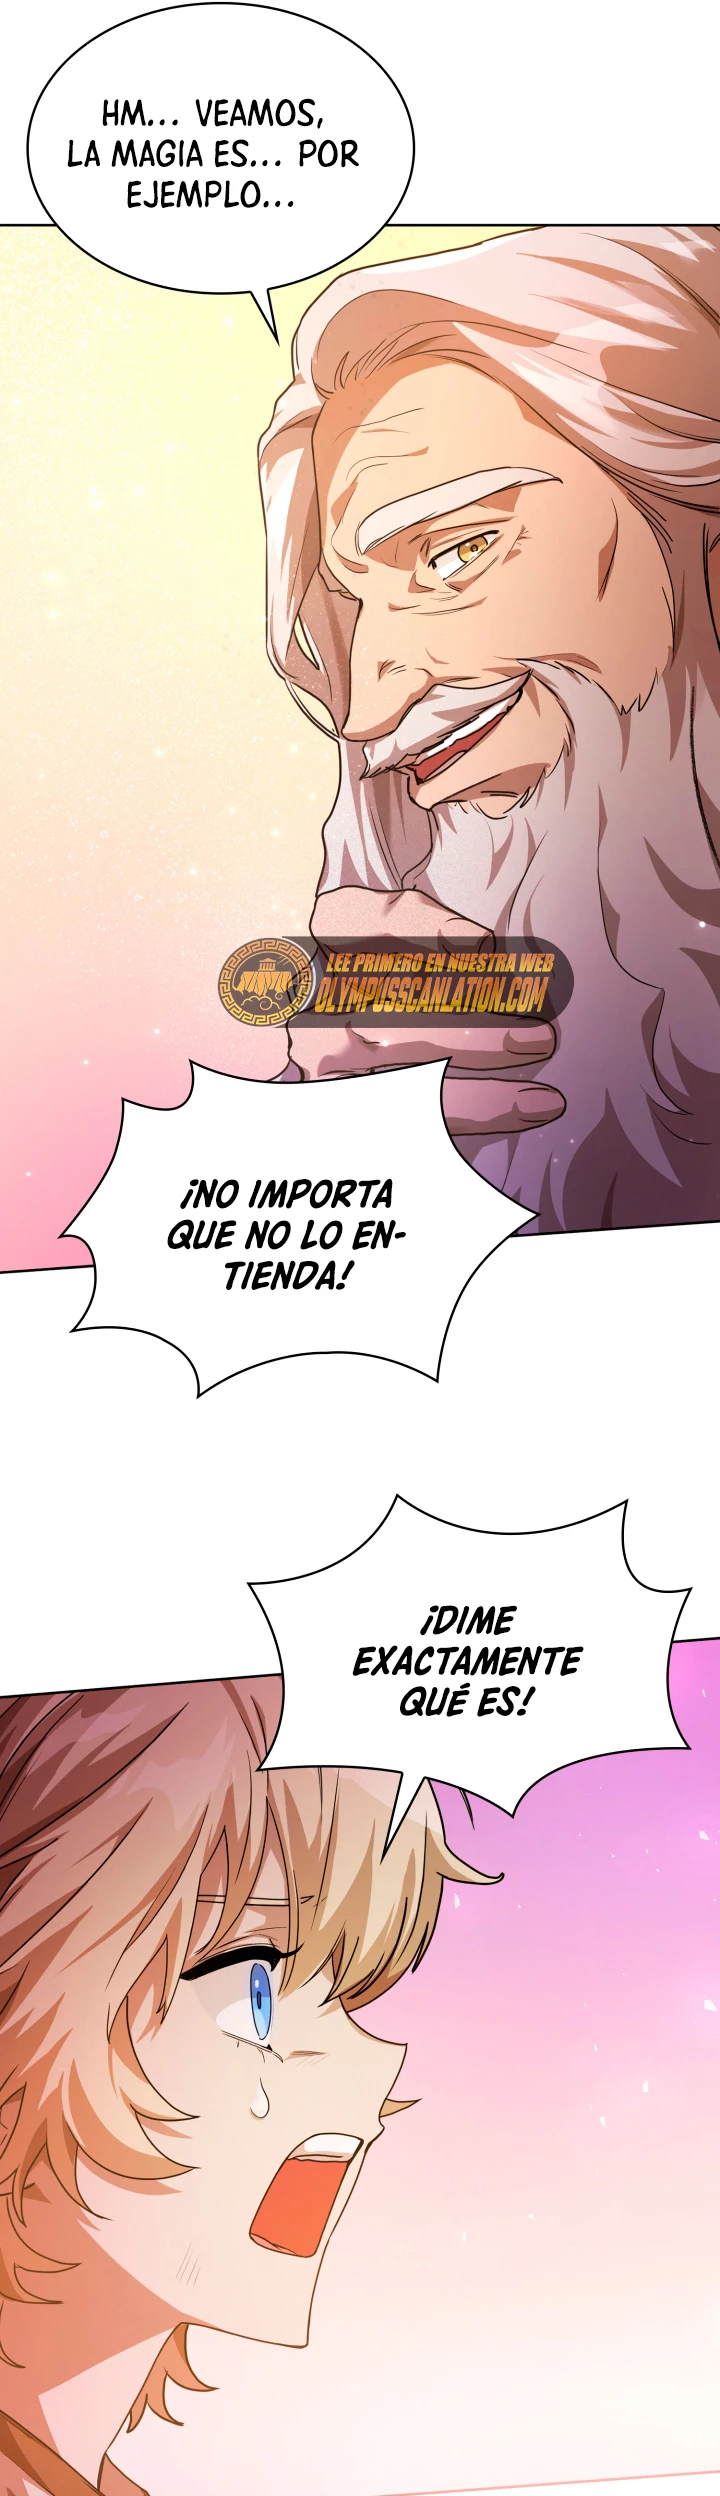 HM... VEAMOS,
LA MAGIA ES... POR
EJEMPLO...
LEE PRIMERO EN NUESTRA WEB
OLYMPUSSCANLATION.COM
¡NO IMPORTA
QUE NO LO EN-
TIENDA!
¡DIME
EXACTAMENTE
QUÉ ES!